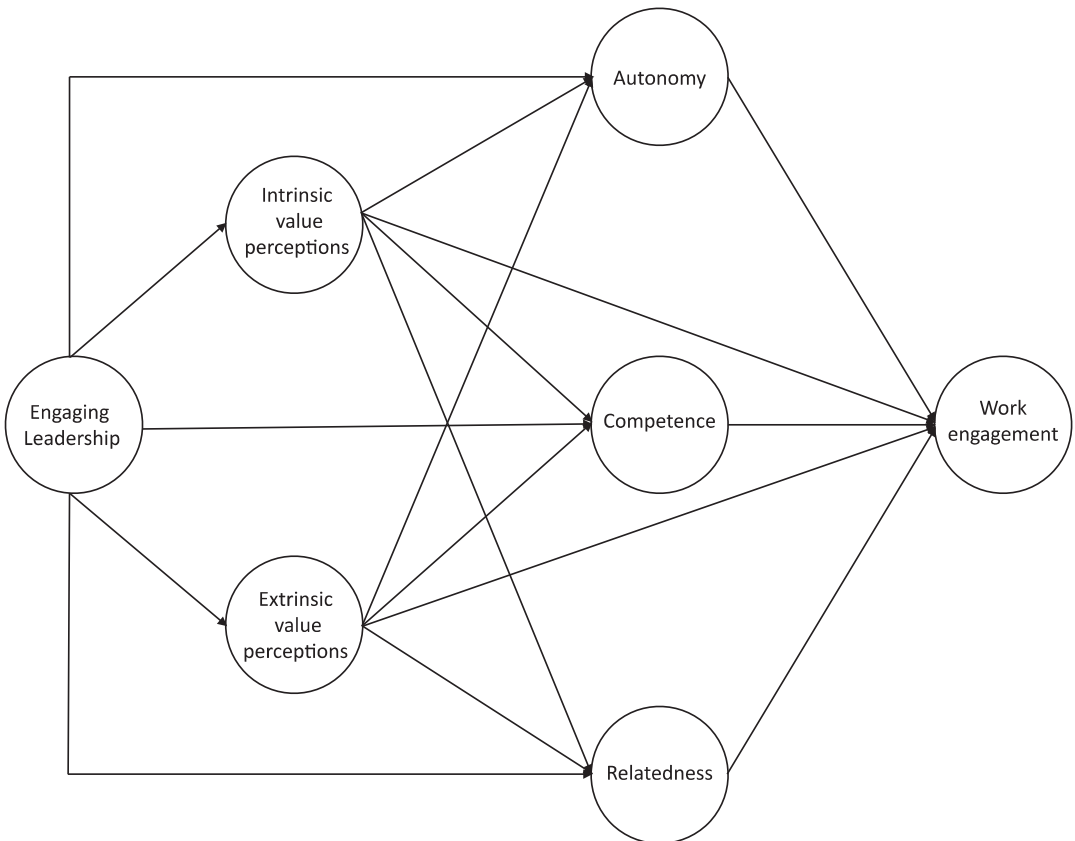 Autonomy
Intrinsic
value
perceptions
Engaging
Leadership
Competence
Work
engagement
Extrinsic
value
perceptions
Relatedness